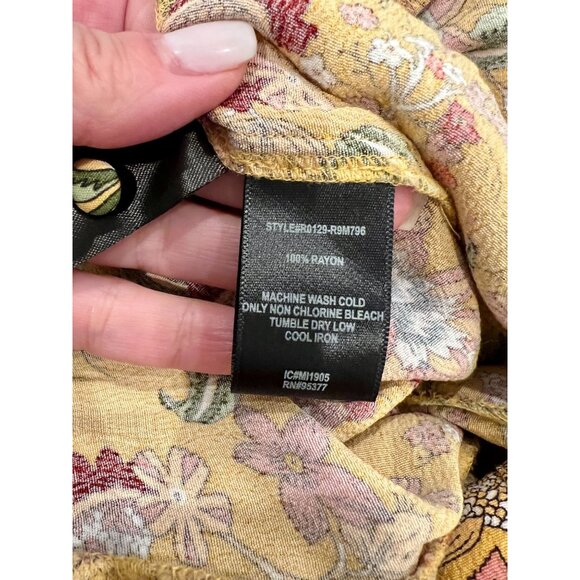 STYLE#R0129-R9M796
100% RAYON
MACHINE WASH COLD
ONLY NON CHLORINE BLEACH
TUMBLE DRY LOW
COOL IRON
IC#MI1905
RN#95377